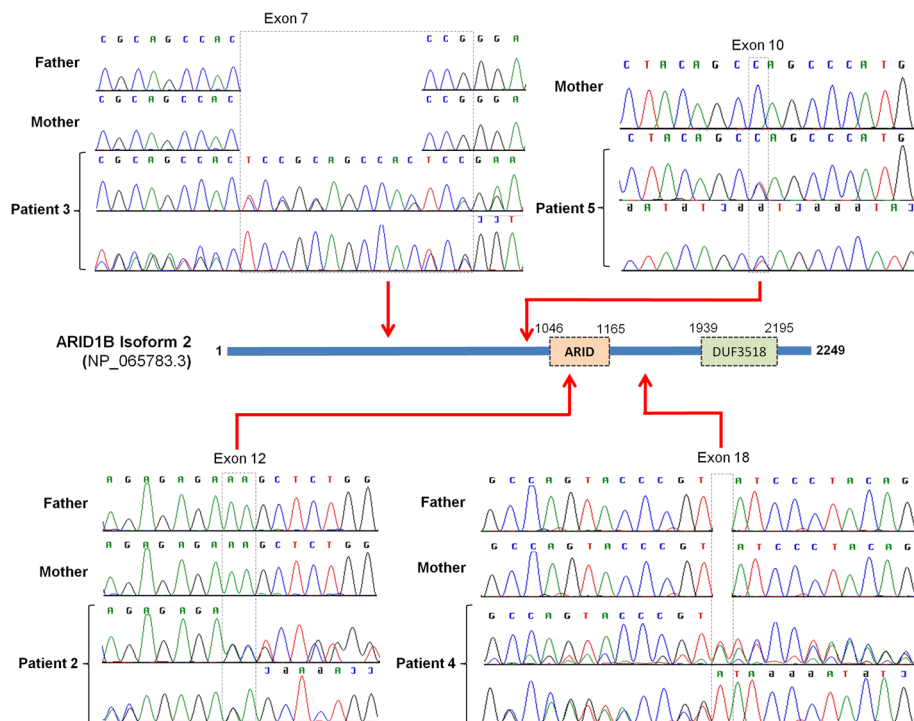 Exon 7
C G C A G C C A C C C G G G A
Father
C G C A G C C A C C C G G G A
Mother
C G C A G C C A C T C C G C A G C C A C T C C G A A
Patient 3
Exon 10
C T A C A G C C A G C C C A T G
Mother
C T A C A G C C A G C C C A T G
Patient 5
ARID1B Isoform 2
(NP_065783.3)
1
1046
1165
1939
2195
ARID
DUF3518
2249
Exon 12
A G A G A G A A A G C T C T G G
Father
A G A G A G A A A G C T C T G G
Mother
A G A G A G A
Patient 2
Exon 18
G C C A G T A C C C G T A T C C C T A C A G
Father
G C C A G T A C C C G T A T C C C T A C A G
Mother
G C C A G T A C C C G T
Patient 4